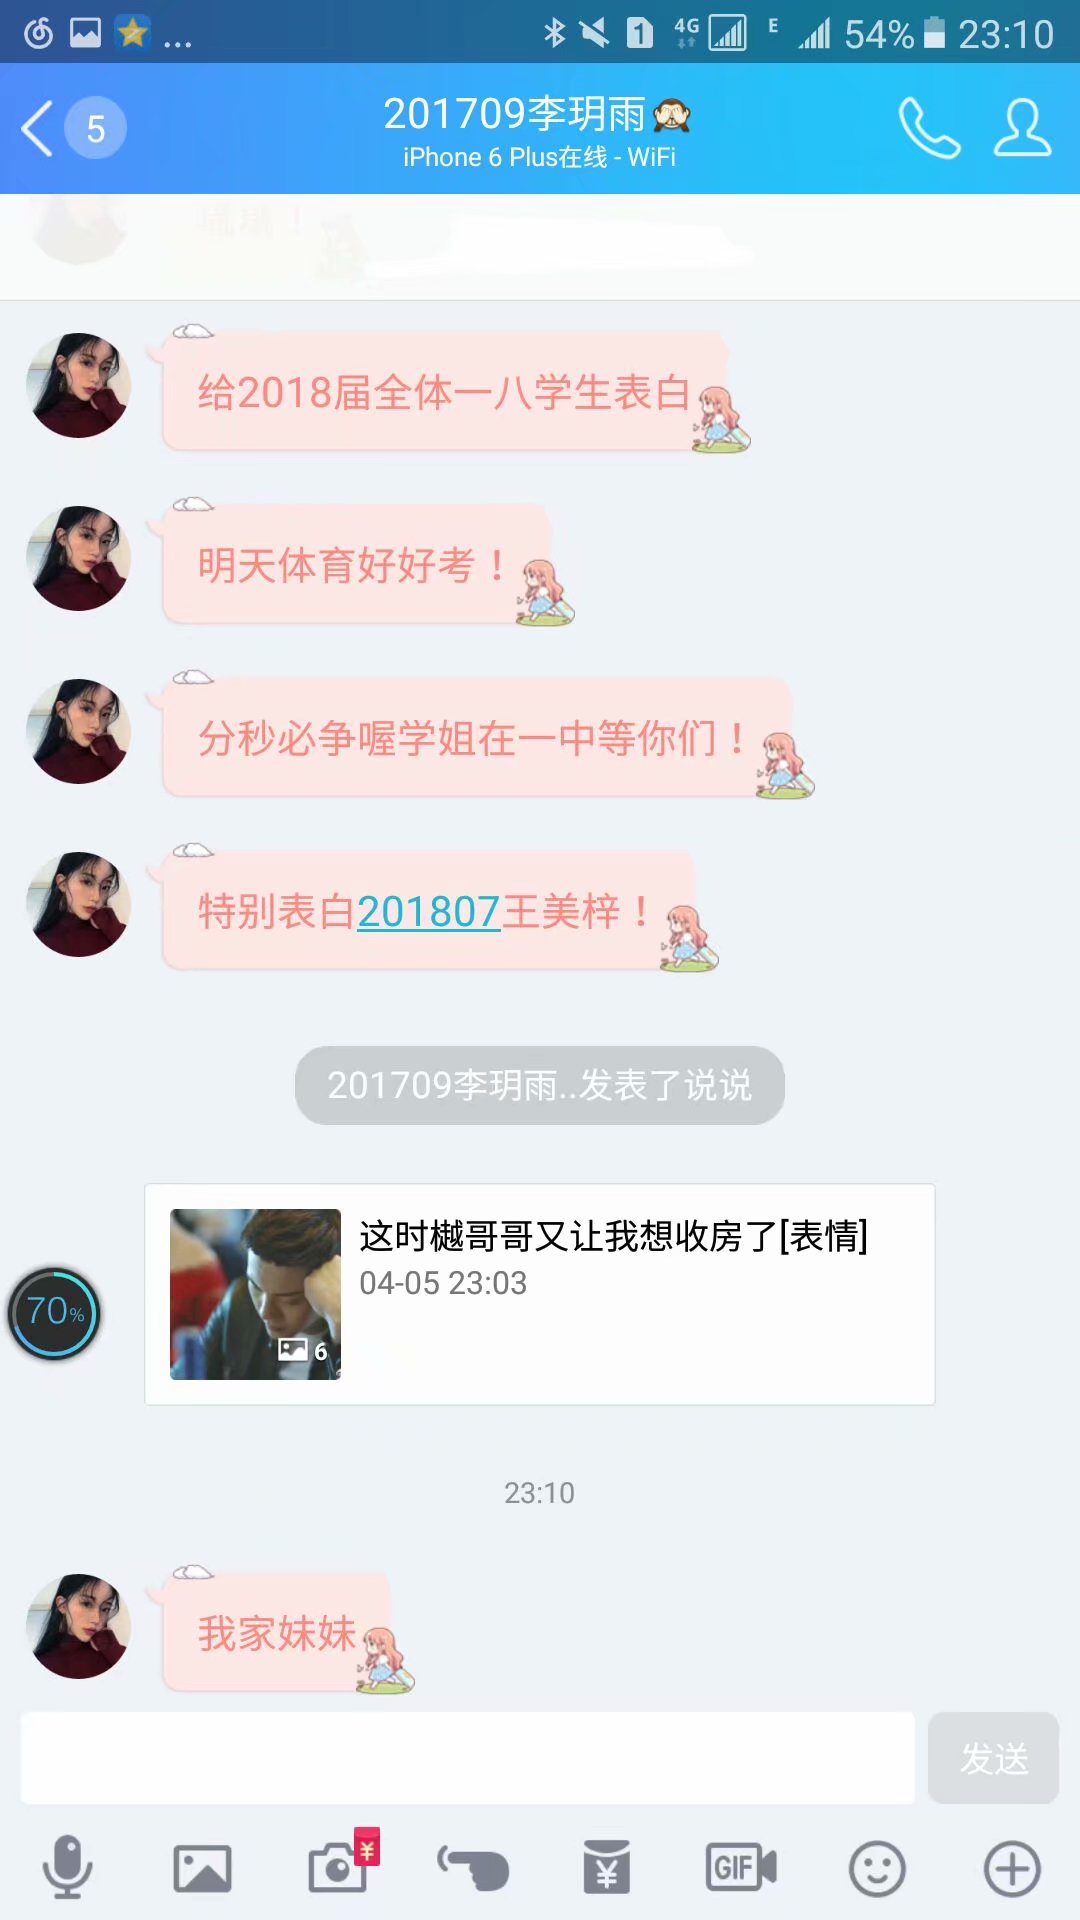 ... 1 4G E 54% 23:10
5
201709李玥雨🙈
iPhone 6 Plus在线 - WiFi
给2018届全体一八学生表白
明天体育好好考！
分秒必争喔学姐在一中等你们！
特别表白201807王美梓！
201709李玥雨..发表了说说
这时樾哥哥又让我想收房了[表情]
04-05 23:03
6
70%
23:10
我家妹妹
发送
¥
¥
GIF